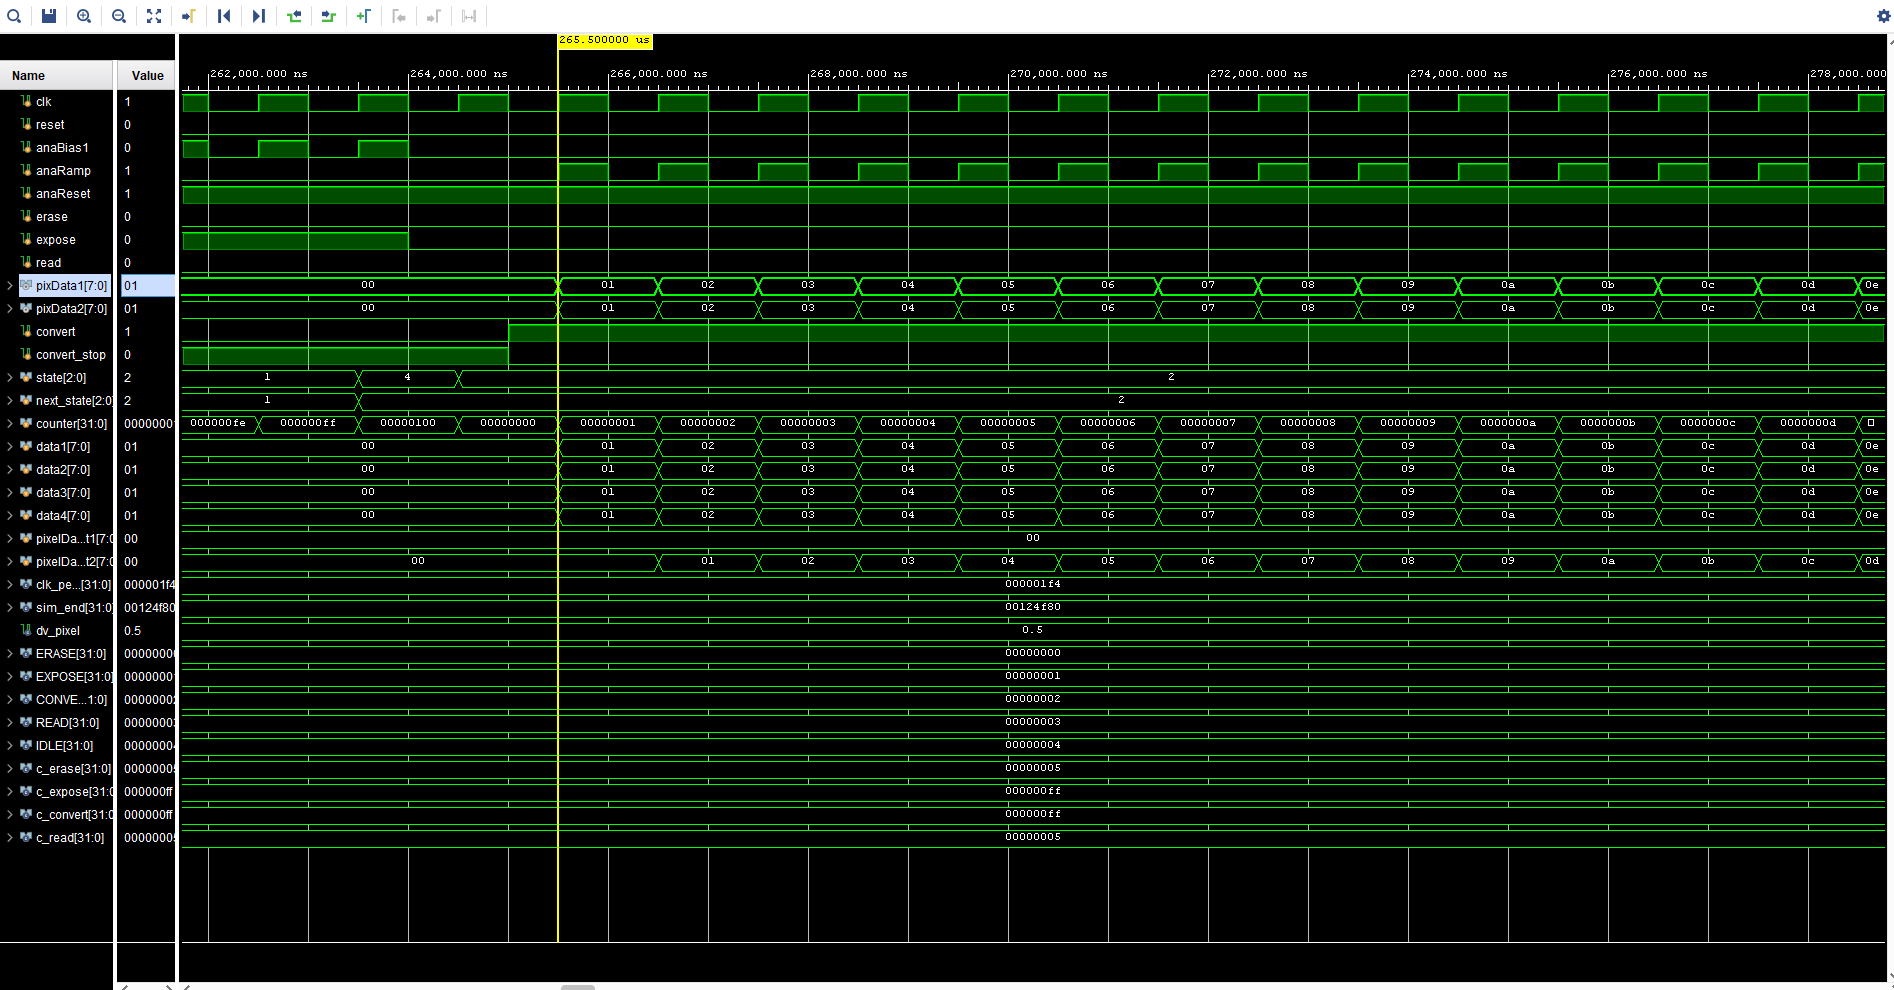 265.500000 us
Name Value
262,000.000 ns 264,000.000 ns 266,000.000 ns 268,000.000 ns 270,000.000 ns 272,000.000 ns 274,000.000 ns 276,000.000 ns 278,000.000
clk 1
reset 0
anaBias1 0
anaRamp 1
anaReset 1
erase 0
expose 0
read 0
pixData1[7:0] 01 00 01 02 03 04 05 06 07 08 09 0a 0b 0c 0d 0e
pixData2[7:0] 01 00 01 02 03 04 05 06 07 08 09 0a 0b 0c 0d 0e
convert 1
convert_stop 0
state[2:0] 2 1 4 2
next_state[2:0] 2 1 2
counter[31:0] 00000001 000000fe 000000ff 00000100 00000000 00000001 00000002 00000003 00000004 00000005 00000006 00000007 00000008 00000009 0000000a 0000000b 0000000c 0000000d
data1[7:0] 01 00 01 02 03 04 05 06 07 08 09 0a 0b 0c 0d 0e
data2[7:0] 01 00 01 02 03 04 05 06 07 08 09 0a 0b 0c 0d 0e
data3[7:0] 01 00 01 02 03 04 05 06 07 08 09 0a 0b 0c 0d 0e
data4[7:0] 01 00 01 02 03 04 05 06 07 08 09 0a 0b 0c 0d 0e
pixelDa...t1[7:0 00 00
pixelDa...t2[7:0 00 00 01 02 03 04 05 06 07 08 09 0a 0b 0c 0d
clk_pe...[31:0] 000001f4 000001f4
sim_end[31:0] 00124f80 00124f80
dv_pixel 0.5 0.5
ERASE[31:0] 00000000 00000000
EXPOSE[31:0] 00000001 00000001
CONVE...1:0] 00000002 00000002
READ[31:0] 00000003 00000003
IDLE[31:0] 00000004 00000004
c_erase[31:0] 00000005 00000005
c_expose[31:0 000000ff 000000ff
c_convert[31:0 000000ff 000000ff
c_read[31:0] 00000005 00000005